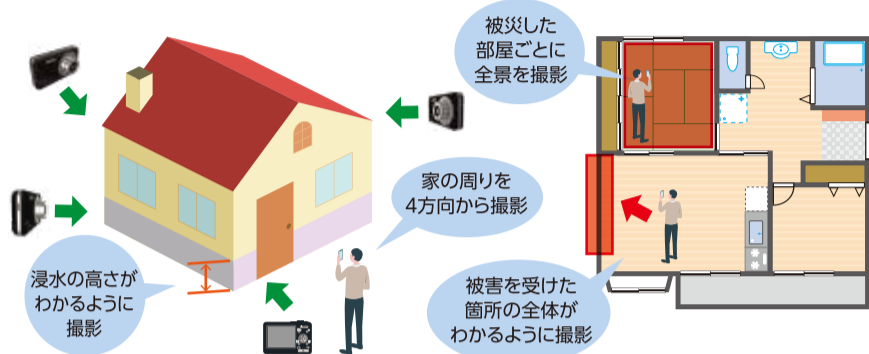 被災した
部屋ごとに
全景を撮影
家の周りを
4方向から撮影
浸水の高さが
わかるように
撮影
被害を受けた
箇所の全体が
わかるように撮影